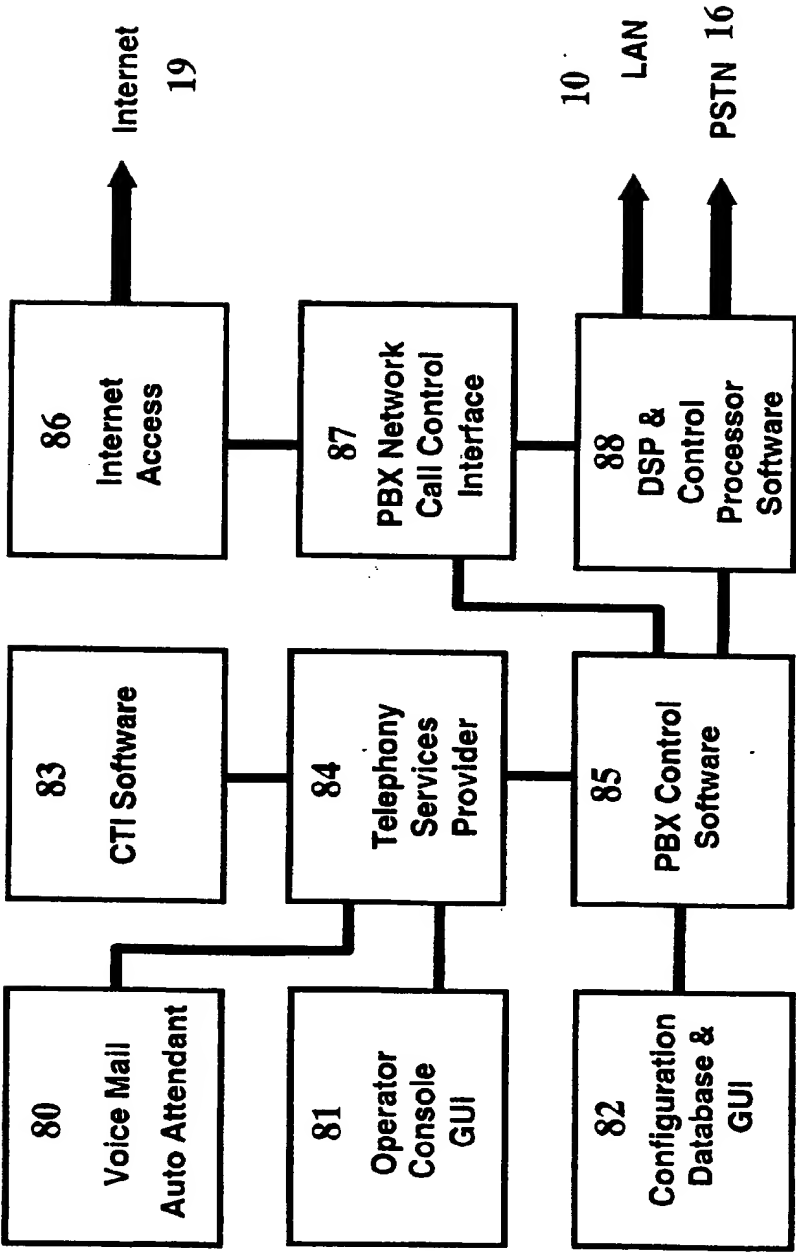 80
Voice Mail
Auto Attendant
83
CTI Software
86
Internet
Access
Internet
19
81
Operator
Console
GUI
84
Telephony
Services
Provider
87
PBX Network
Call Control
Interface
82
Configuration
Database &
GUI
85
PBX Control
Software
88
DSP &
Control
Processor
Software
10
LAN
PSTN 16